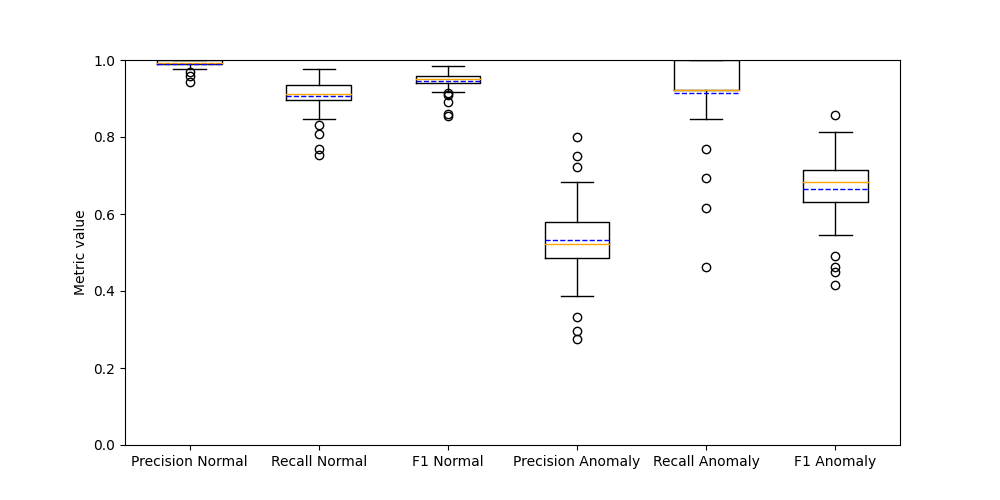 1.0
0.8
0.6
0.4
0.2
0.0
Metric value
Precision Normal
Recall Normal
F1 Normal
Precision Anomaly
Recall Anomaly
F1 Anomaly